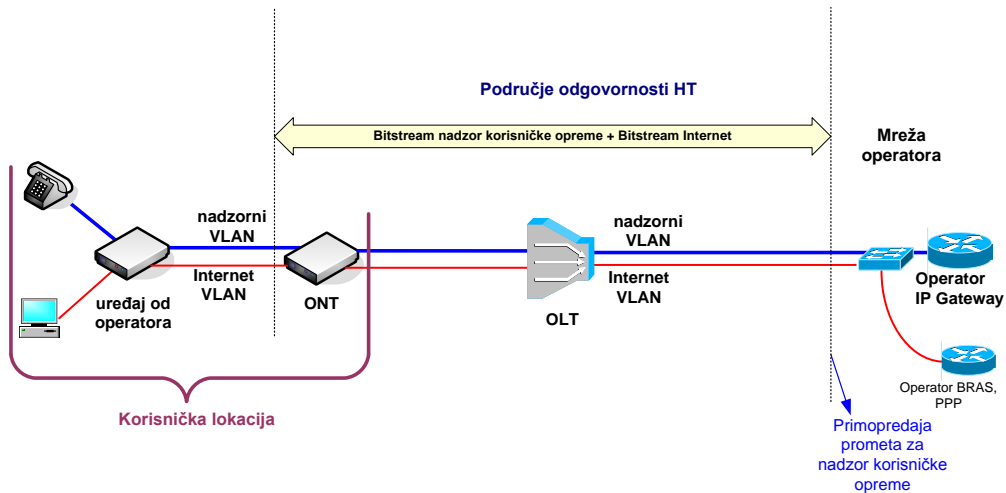 Područje odgovornosti HT
Bitstream nadzor korisničke opreme + Bitstream Internet
Mreža
operatora
nadzorni
VLAN
Internet
VLAN
uređaj od
operatora
ONT
OLT
nadzorni
VLAN
Internet
VLAN
Operator
IP Gateway
Operator BRAS,
PPP
Korisnička lokacija
Primopredaja
prometa za
nadzor korisničke
opreme